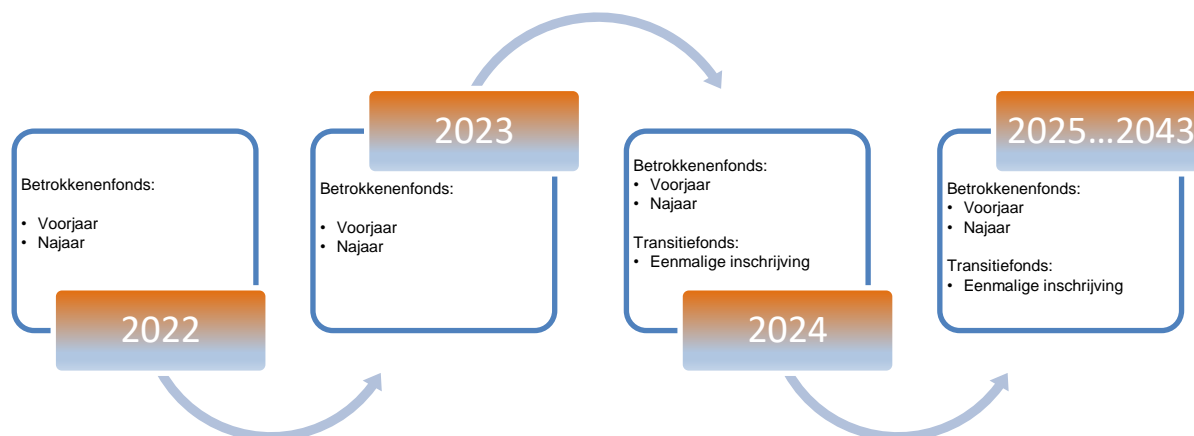 Betrokkenenfonds:
• Voorjaar
• Najaar
2022
2023
Betrokkenenfonds:
• Voorjaar
• Najaar
Betrokkenenfonds:
• Voorjaar
• Najaar
Transitiefonds:
• Eenmalige inschrijving
2024
2025...2043
Betrokkenenfonds:
• Voorjaar
• Najaar
Transitiefonds:
• Eenmalige inschrijving